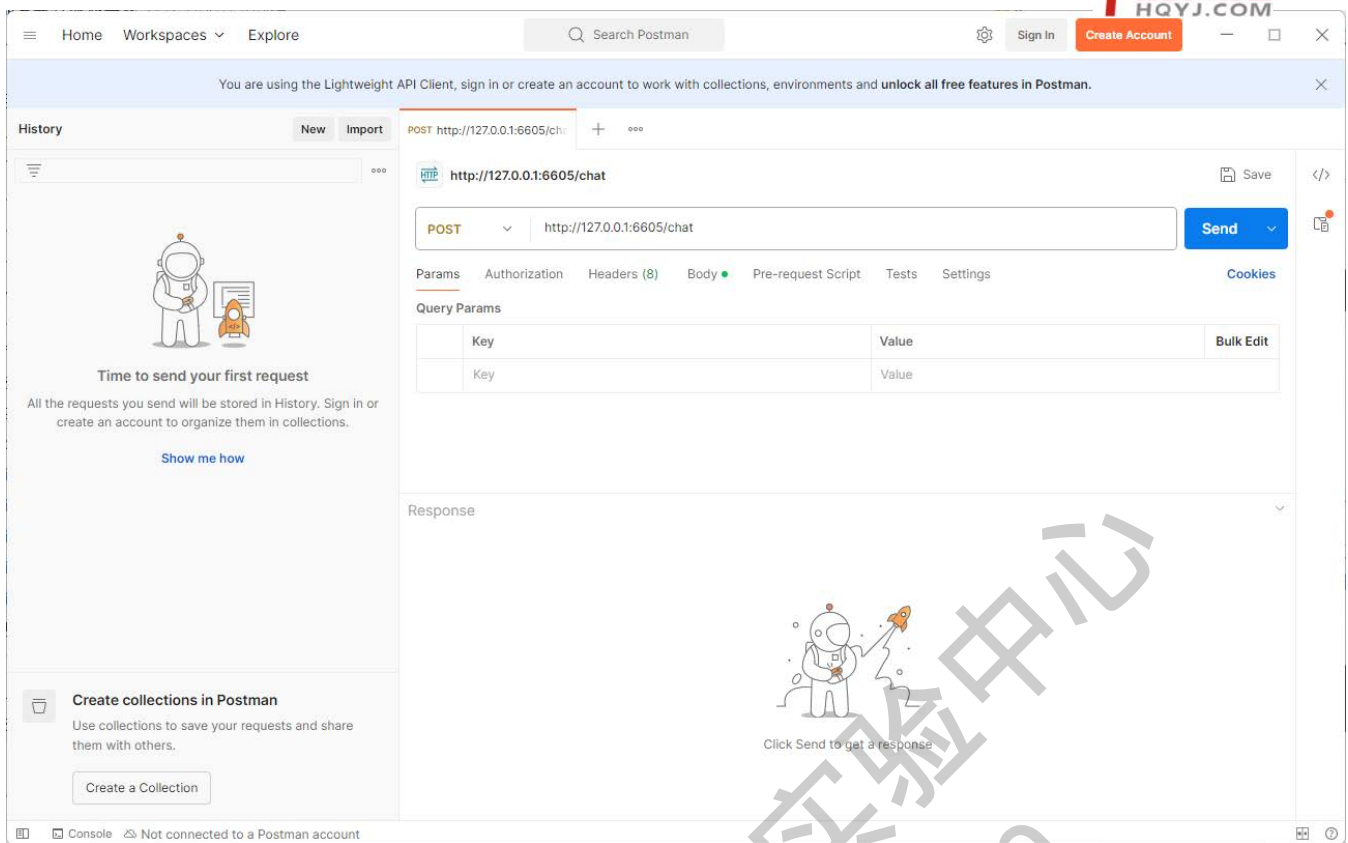 HQYJ.COM
Home Workspaces Explore Search Postman Sign In Create Account
You are using the Lightweight API Client, sign in or create an account to work with collections, environments and unlock all free features in Postman.
History New Import POST http://127.0.0.1:6605/cha
HTTP http://127.0.0.1:6605/chat Save </>
POST http://127.0.0.1:6605/chat Send
Params Authorization Headers (8) Body Pre-request Script Tests Settings Cookies
Query Params
Key Value Bulk Edit
Key Value
Time to send your first request
All the requests you send will be stored in History. Sign in or
create an account to organize them in collections.
Show me how
Response
Click Send to get a response
Create collections in Postman
Use collections to save your requests and share
them with others.
Create a Collection
Console Not connected to a Postman account
实验中心